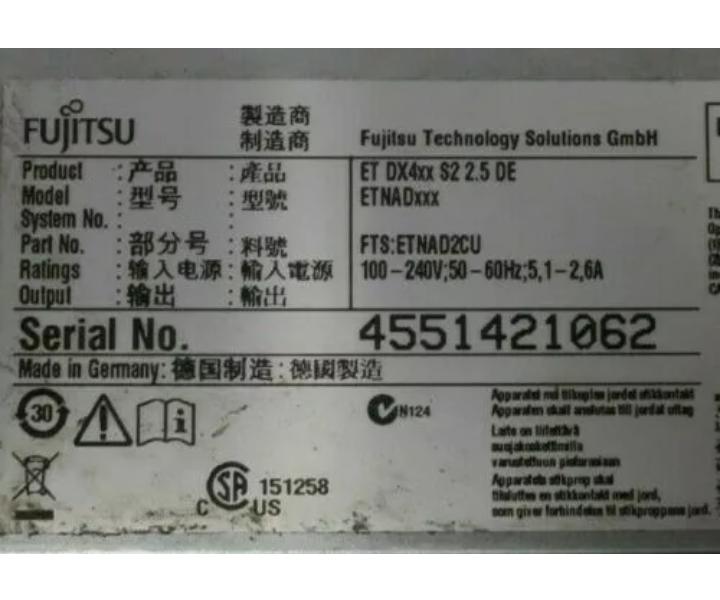 FUJITSU
製造商
制造商
Fujitsu Technology Solutions GmbH
Product : 产品 : 產品 ET DX4xx S2 2.5 DE
Model : 型号 : 型號 ETNADxxx
System No. : :
Part No. : 部分号 : 料號 FTS:ETNAD2CU
Ratings : 输入电源 : 輸入電源 100-240V;50-60Hz;5,1-2,6A
Output : 输出 : 輸出
Serial No. 4551421062
Made in Germany: 德国制造: 德國製造
30
i
N124
Apparatet må tilkoples jordet stikkontakt
Apparaten skall anslutas till jordat uttag
Laite on liitettävä
suojakoskettimilla
varustettuun pistorasiaan
Apparatets stikprop skal
tilsluttes en stikkontakt med jord,
som giver forbindelse til stikproppens jord.
C SA US 151258